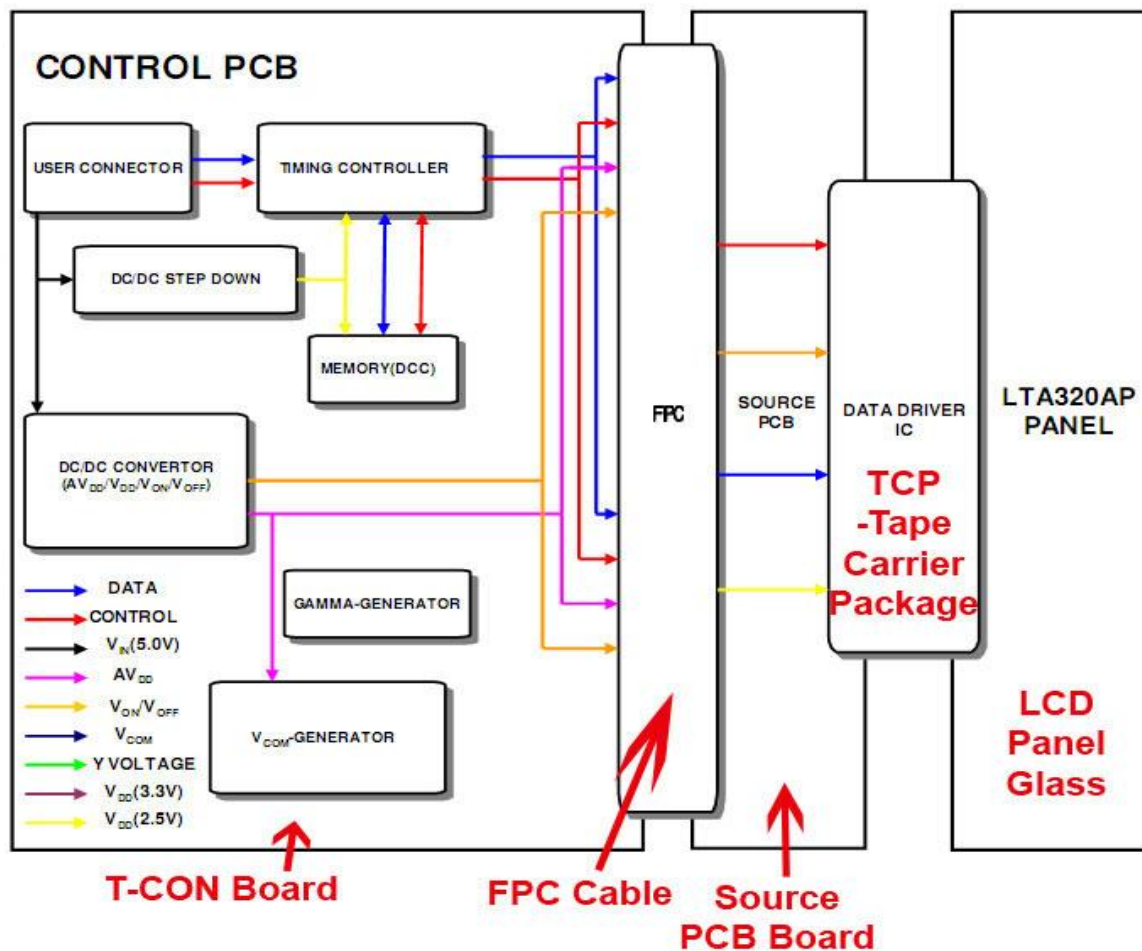 CONTROL PCB
USER CONNECTOR
TIMING CONTROLLER
DC/DC STEP DOWN
MEMORY(DCC)
DC/DC CONVERTOR
(AVDD/VDD/VON/VOFF)
GAMMA-GENERATOR
VCOM-GENERATOR
DATA
CONTROL
VIN(5.0V)
AVDD
VON/VOFF
VCOM
Y VOLTAGE
VDD(3.3V)
VDD(2.5V)
T-CON Board
FPC
FPC Cable
SOURCE
PCB
Source
PCB Board
DATA DRIVER
IC
TCP
-Tape
Carrier
Package
LTA320AP
PANEL
LCD
Panel
Glass